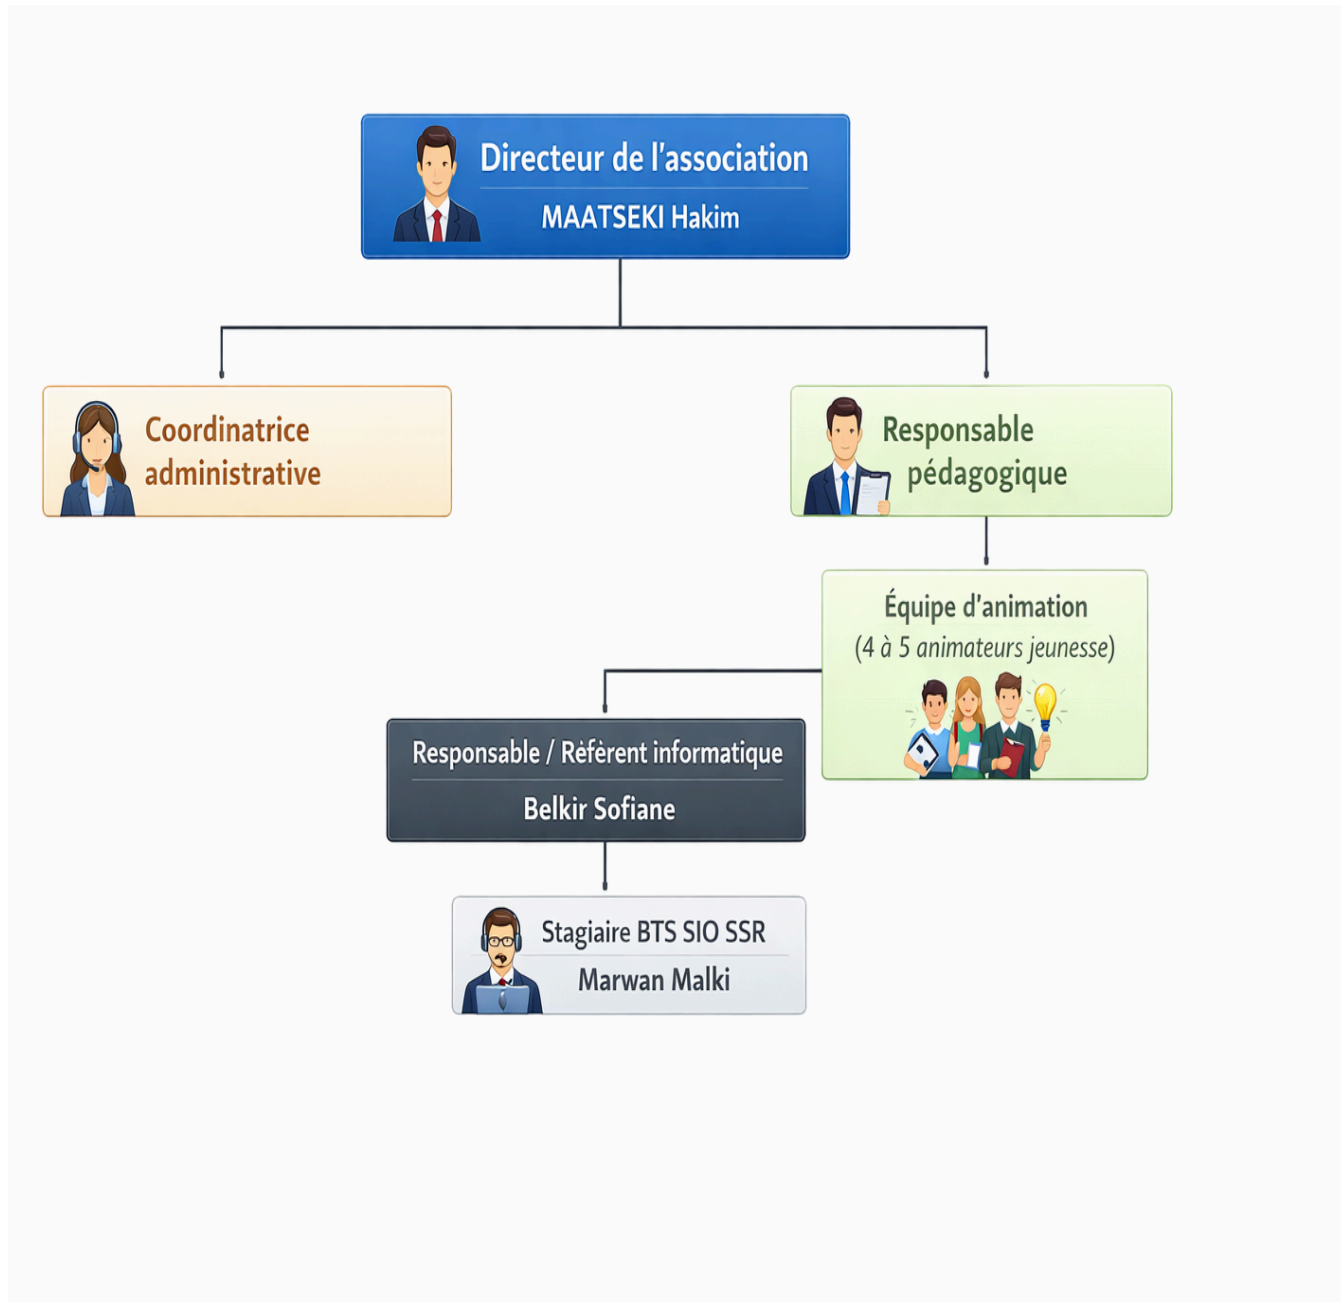 Directeur de l'association
MAATSEKI Hakim
Coordinatrice
administrative
Responsable
pédagogique
Équipe d'animation
(4 à 5 animateurs jeunesse)
Responsable / Rèfèrent informatique
Belkir Sofiane
Stagiaire BTS SIO SSR
Marwan Malki